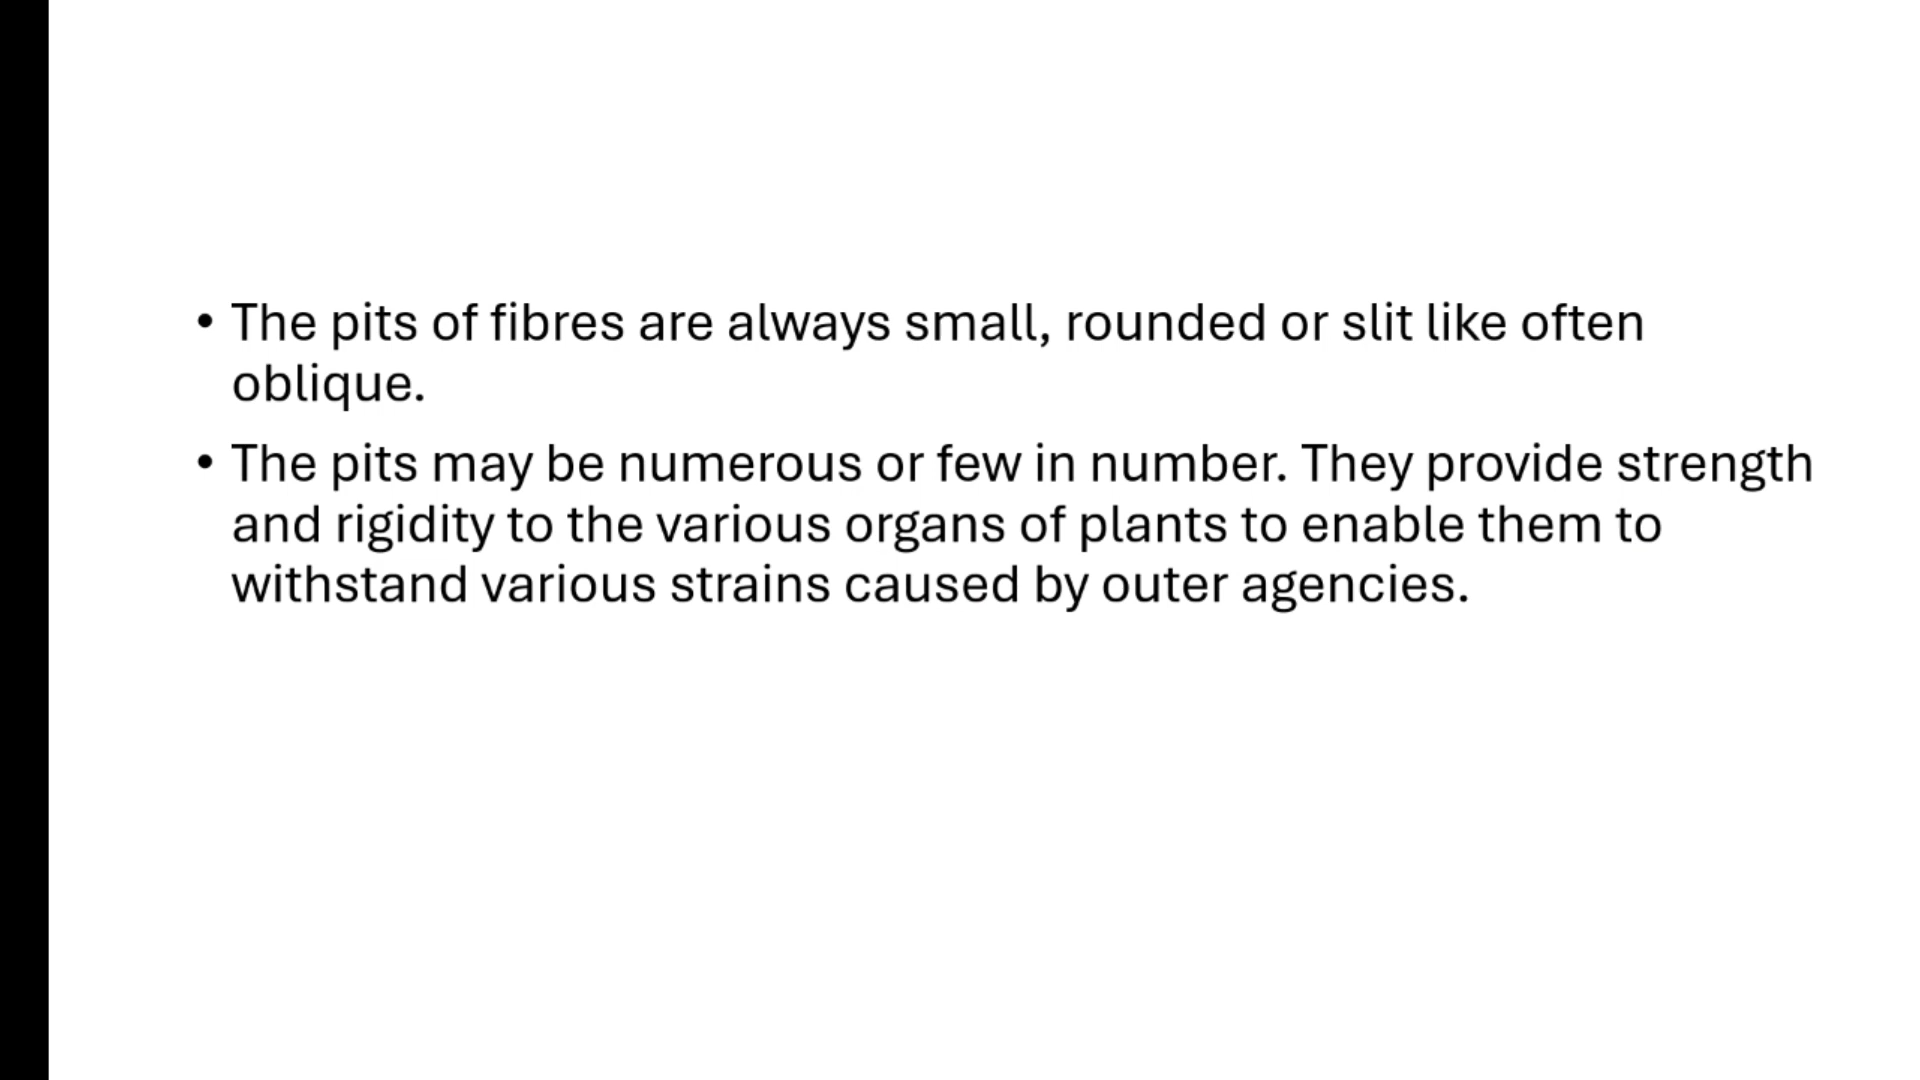 • The pits of fibres are always small, rounded or slit like often
oblique.
• The pits may be numerous or few in number. They provide strength
and rigidity to the various organs of plants to enable them to
withstand various strains caused by outer agencies.